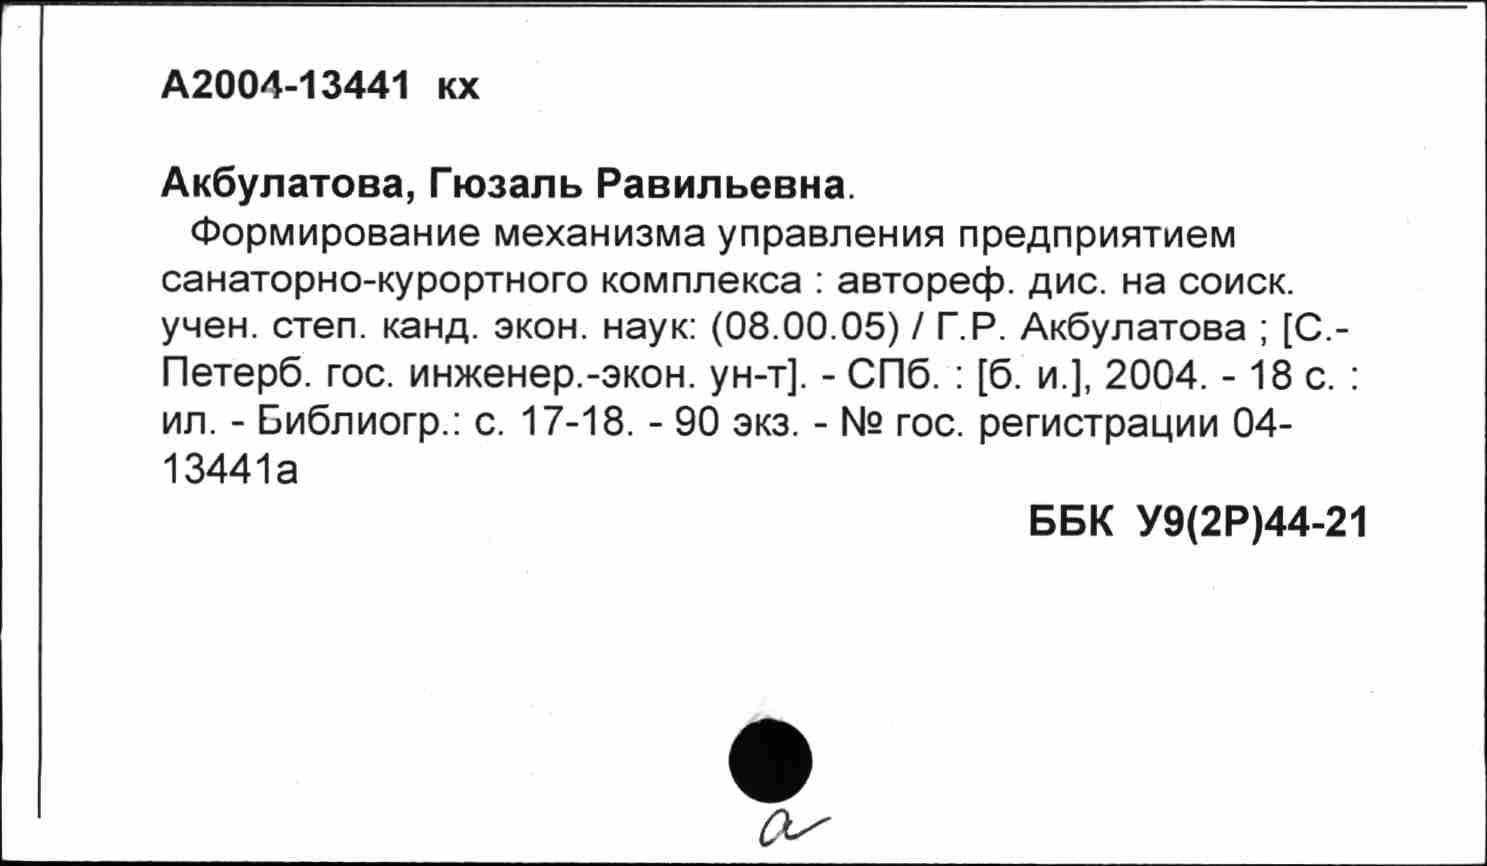 А2004-13441 кх
Акбулатова, Гюзаль Равильевна.
Формирование механизма управления предприятием
санаторно-курортного комплекса : автореф. дис. на соиск.
учен. степ. канд. экон. наук: (08.00.05) / Г.Р. Акбулатова ; [С.-
Петерб. гос. инженер.-экон. ун-т]. - СПб. : [б. и.], 2004. - 18 с. :
ил. - Библиогр.: с. 17-18. - 90 экз. - № гос. регистрации 04-
13441а
ББК У9(2Р)44-21
а